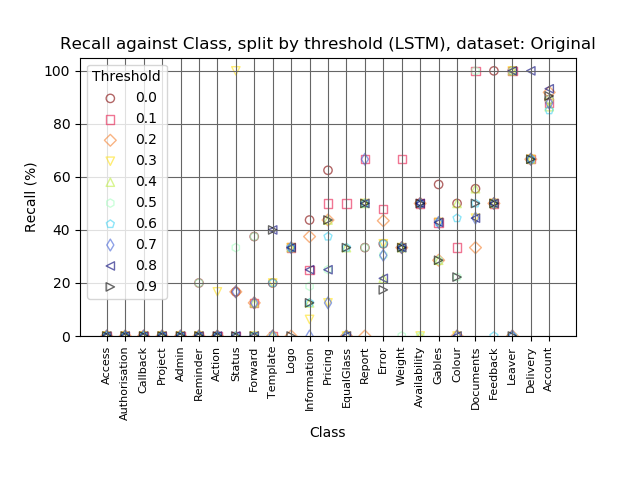 Recall against Class, split by threshold (LSTM), dataset: Original
Recall (%)
100
80
60
40
20
0
Threshold
0.0
0.1
0.2
0.3
0.4
0.5
0.6
0.7
0.8
0.9
Access
Authorisation
Callback
Project
Admin
Reminder
Action
Status
Forward
Template
Logo
Information
Pricing
EqualGlass
Report
Error
Weight
Availability
Gables
Colour
Documents
Feedback
Leaver
Delivery
Account
Class